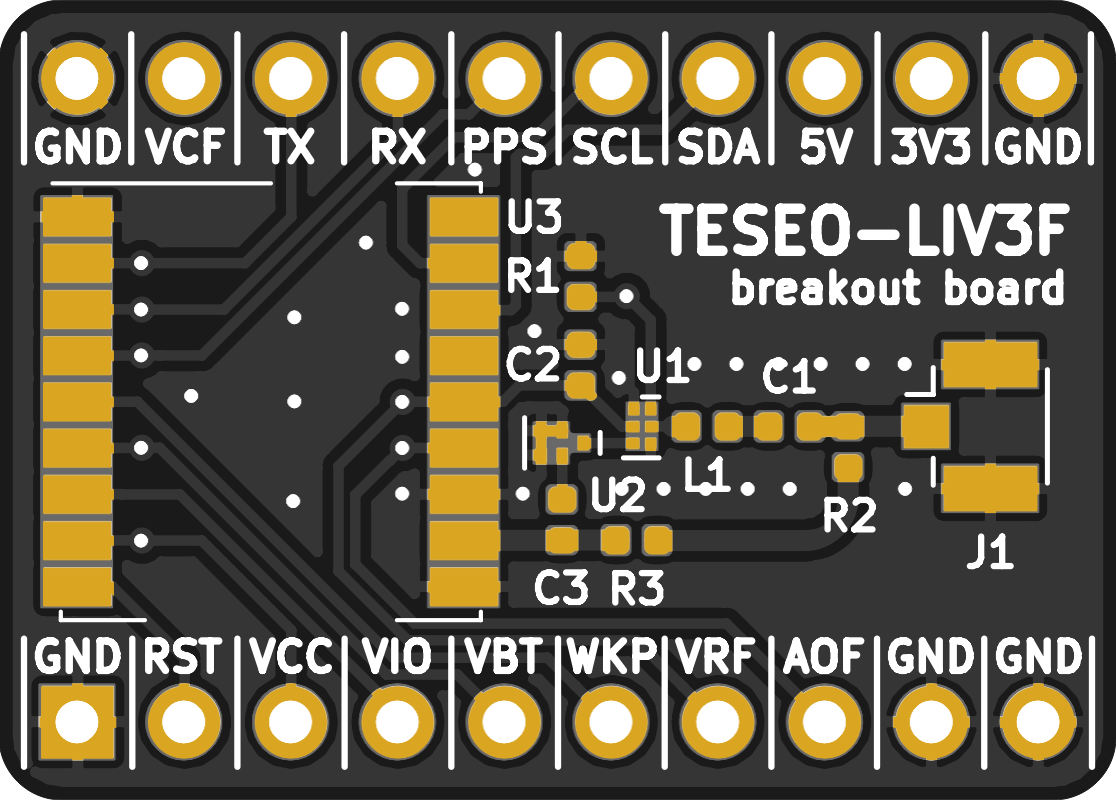 GND VCF TX RX PPS SCL SDA 5V 3V3 GND
U3
TESEO-LIV3F
R1
breakout board
C2
U1
C1
L1
U2
R2
J1
C3
R3
GND RST VCC VIO VBT WKP VRF AOF GND GND